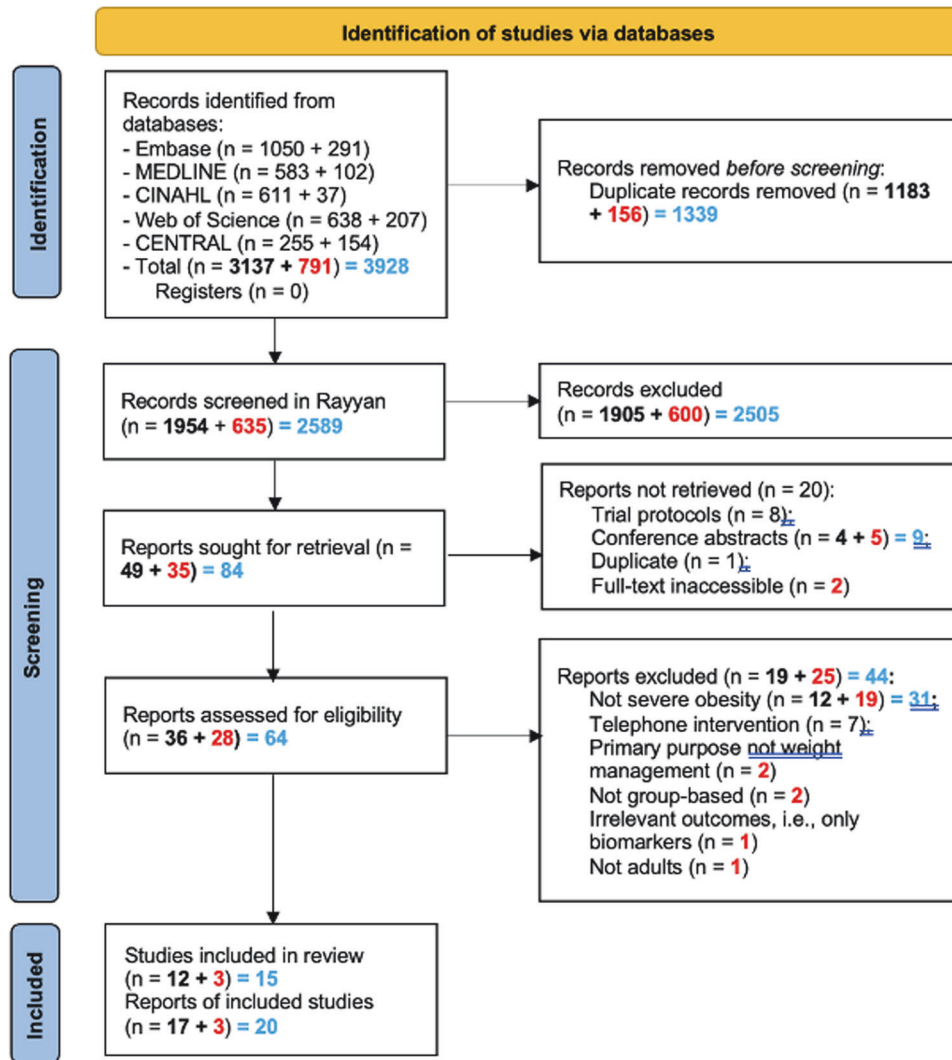 Identification of studies via databases
Identification
Records identified from
databases:
- Embase (n = 1050 + 291)
- MEDLINE (n = 583 + 102)
- CINAHL (n = 611 + 37)
- Web of Science (n = 638 + 207)
- CENTRAL (n = 255 + 154)
- Total (n = 3137 + 791) = 3928
Registers (n = 0)
Records removed before screening:
Duplicate records removed (n = 1183
+ 156) = 1339
Screening
Records screened in Rayyan
(n = 1954 + 635) = 2589
Records excluded
(n = 1905 + 600) = 2505
Reports sought for retrieval (n =
49 + 35) = 84
Reports not retrieved (n = 20):
Trial protocols (n = 8);
Conference abstracts (n = 4 + 5) = 9;
Duplicate (n = 1);
Full-text inaccessible (n = 2)
Reports assessed for eligibility
(n = 36 + 28) = 64
Reports excluded (n = 19 + 25) = 44:
Not severe obesity (n = 12 + 19) = 31;
Telephone intervention (n = 7);
Primary purpose not weight
management (n = 2)
Not group-based (n = 2)
Irrelevant outcomes, i.e., only
biomarkers (n = 1)
Not adults (n = 1)
Included
Studies included in review
(n = 12 + 3) = 15
Reports of included studies
(n = 17 + 3) = 20